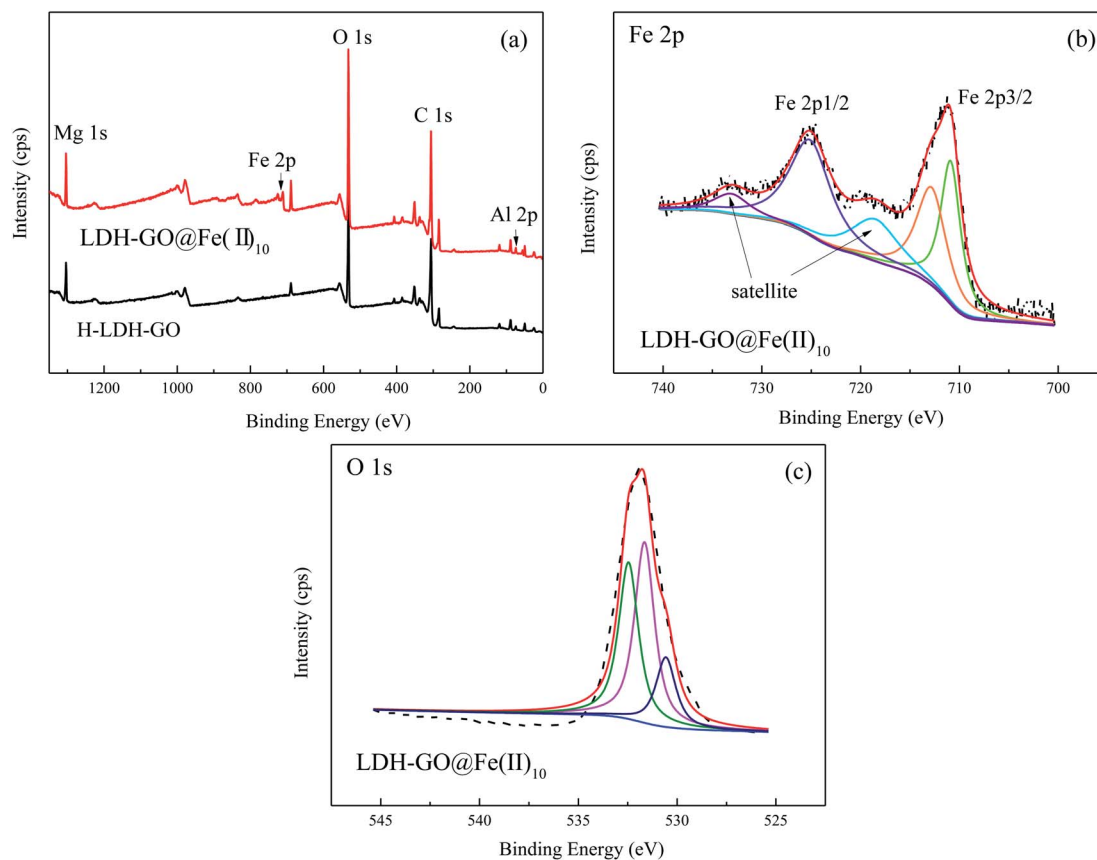 (a)
O 1s
C 1s
Mg 1s
Fe 2p
Al 2p
LDH-GO@Fe(II)₁₀
H-LDH-GO
Intensity (cps)
1200 1000 800 600 400 200 0
Binding Energy (eV)
Fe 2p (b)
Fe 2p1/2 Fe 2p3/2
satellite
LDH-GO@Fe(II)₁₀
Intensity (cps)
740 730 720 710 700
Binding Energy (eV)
O 1s (c)
LDH-GO@Fe(II)₁₀
Intensity (cps)
545 540 535 530 525
Binding Energy (eV)